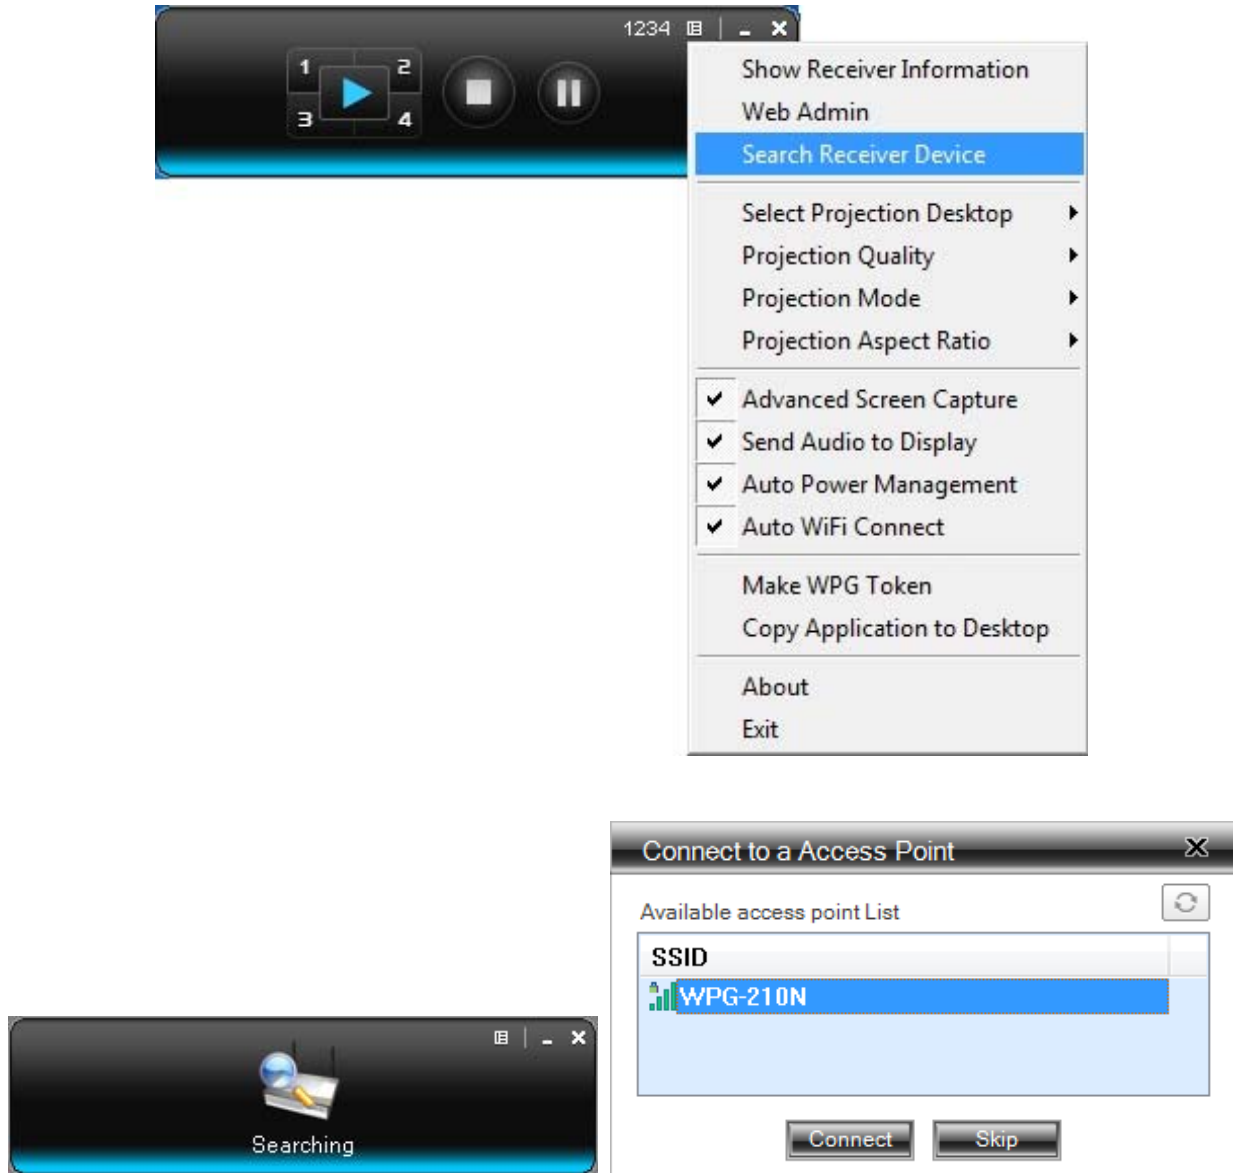 1234
1 2
3 4
Show Receiver Information
Web Admin
Search Receiver Device
Select Projection Desktop
Projection Quality
Projection Mode
Projection Aspect Ratio
Advanced Screen Capture
Send Audio to Display
Auto Power Management
Auto WiFi Connect
Make WPG Token
Copy Application to Desktop
About
Exit
Searching
Connect to a Access Point
Available access point List
SSID
WPG-210N
Connect Skip